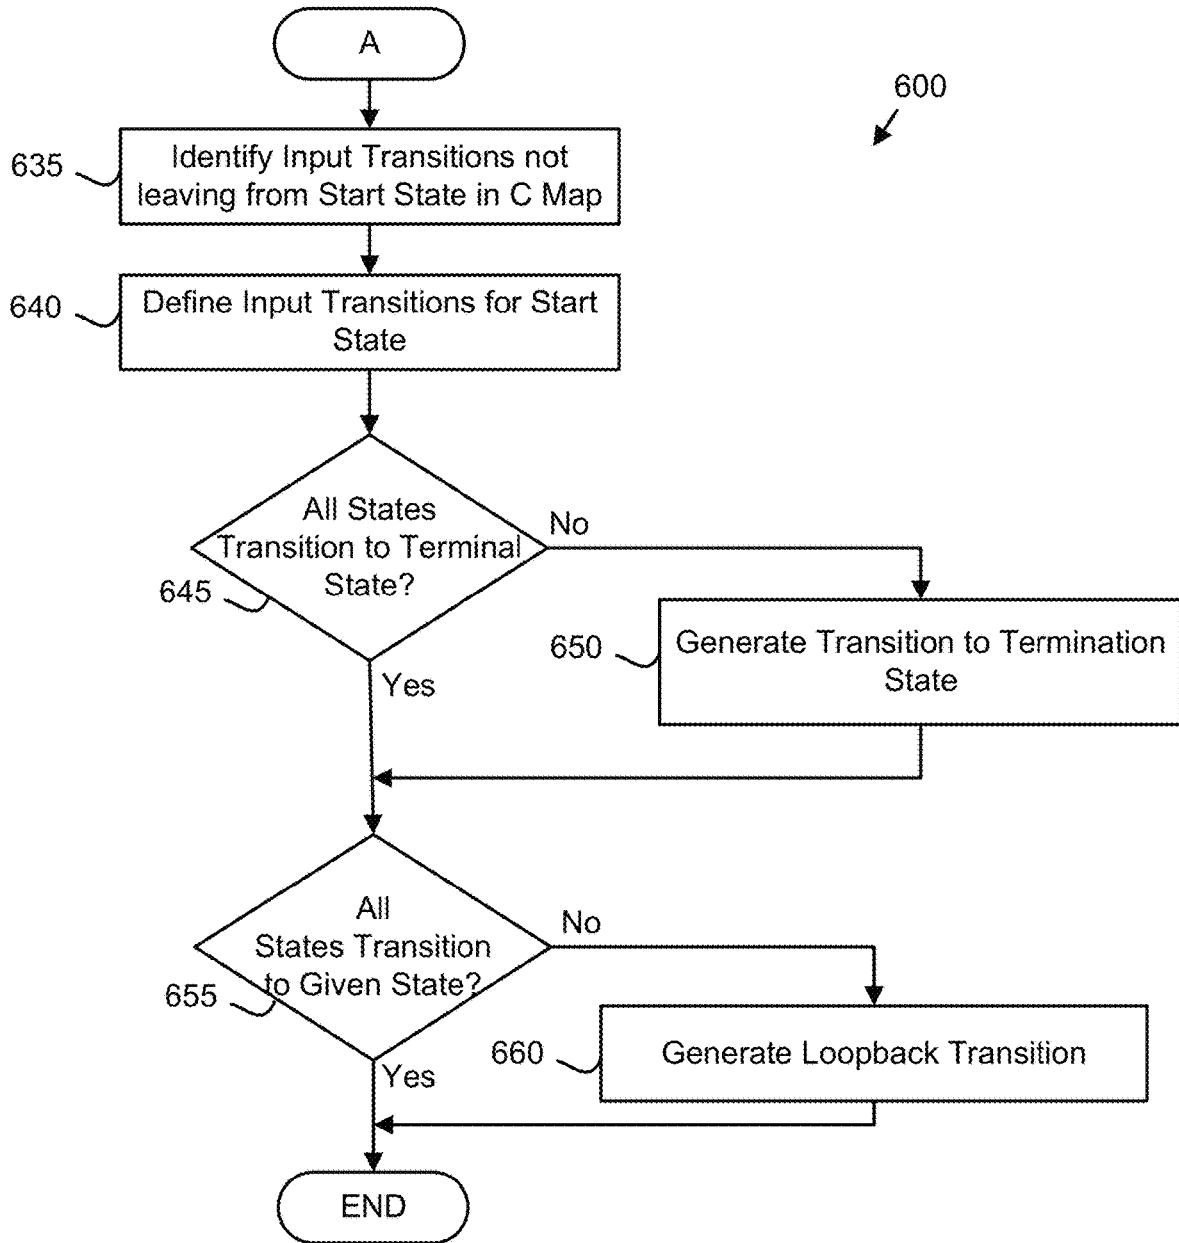 A
600
635
Identify Input Transitions not
leaving from Start State in C Map
640
Define Input Transitions for Start
State
All States
Transition to Terminal
State?
No
645
650
Generate Transition to Termination
State
Yes
All
States Transition
to Given State?
No
655
660
Generate Loopback Transition
Yes
END